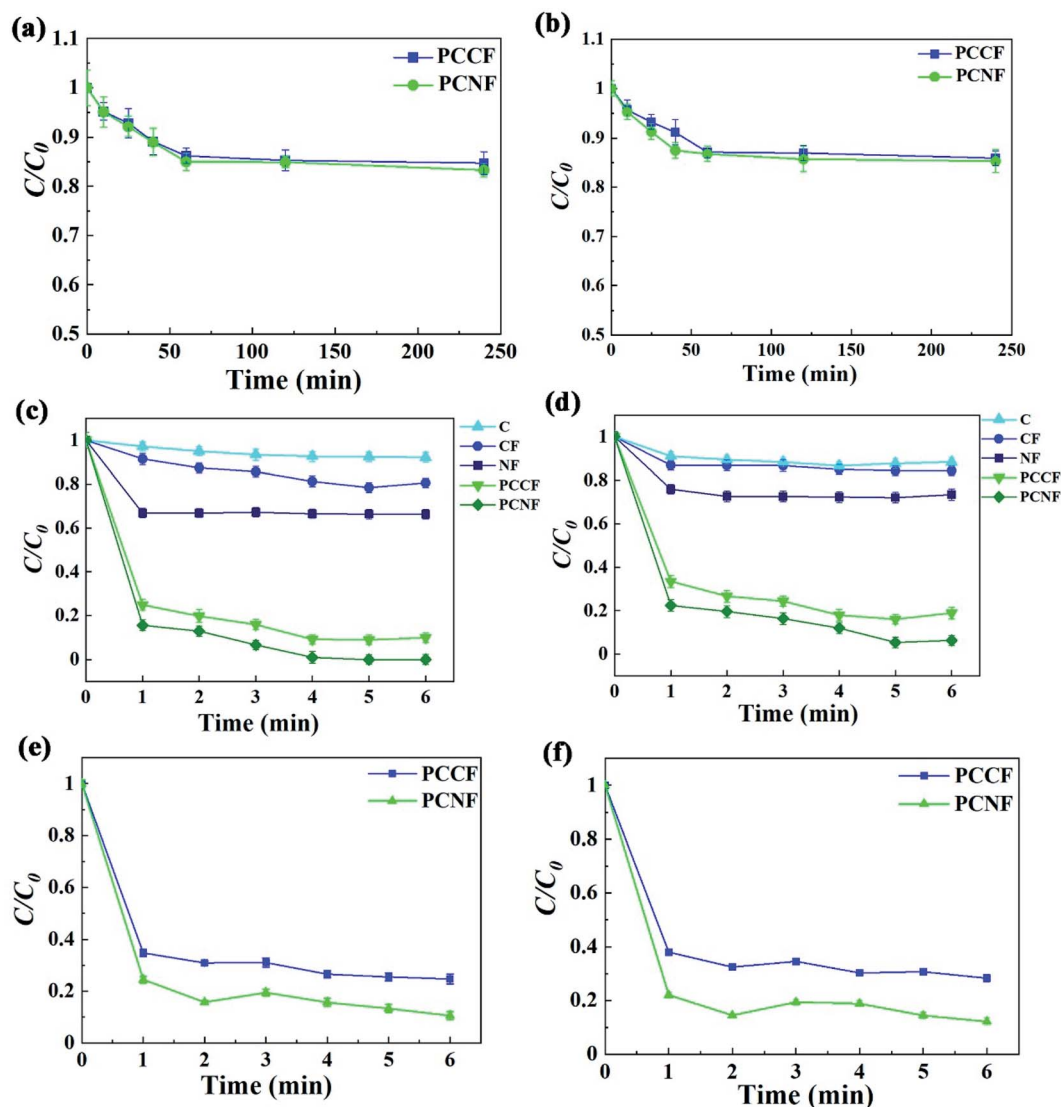 (a)
1.1
1
0.9
0.8
0.7
0.6
0.5
C/C0
0 50 100 150 200 250
Time (min)
PCCF
PCNF
(b)
1.1
1
0.9
0.8
0.7
0.6
0.5
C/C0
0 50 100 150 200 250
Time (min)
PCCF
PCNF
(c)
1
0.8
0.6
0.4
0.2
0
C/C0
0 1 2 3 4 5 6
Time (min)
C
CF
NF
PCCF
PCNF
(d)
1
0.8
0.6
0.4
0.2
0
C/C0
0 1 2 3 4 5 6
Time (min)
C
CF
NF
PCCF
PCNF
(e)
1
0.8
0.6
0.4
0.2
0
C/C0
0 1 2 3 4 5 6
Time (min)
PCCF
PCNF
(f)
1
0.8
0.6
0.4
0.2
0
C/C0
0 1 2 3 4 5 6
Time (min)
PCCF
PCNF